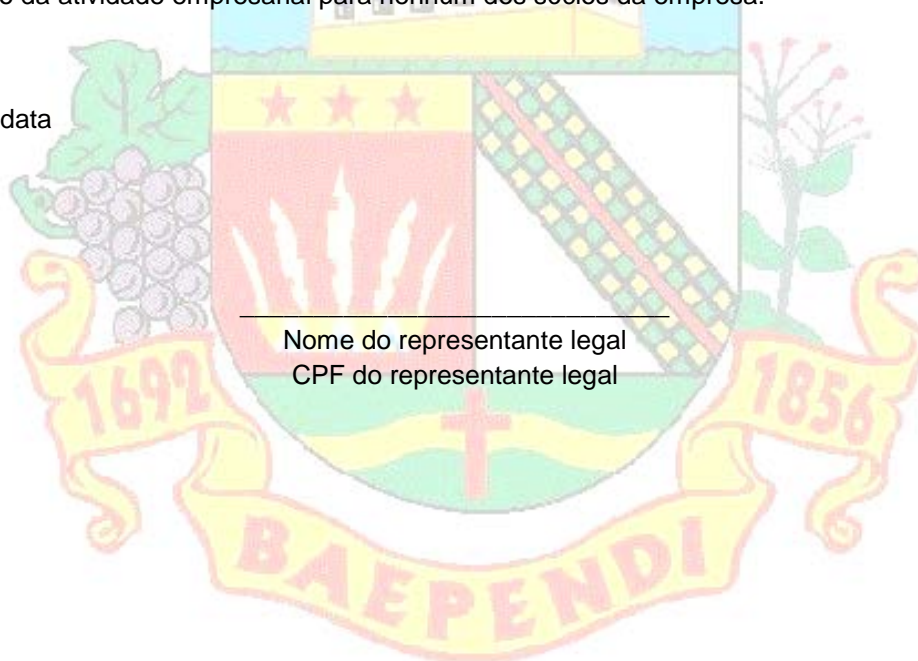 da atividade empresarial para nenhum dos sócios da empresa.
data
_______________________________
Nome do representante legal
CPF do representante legal
1692
1856
BAEPENDI